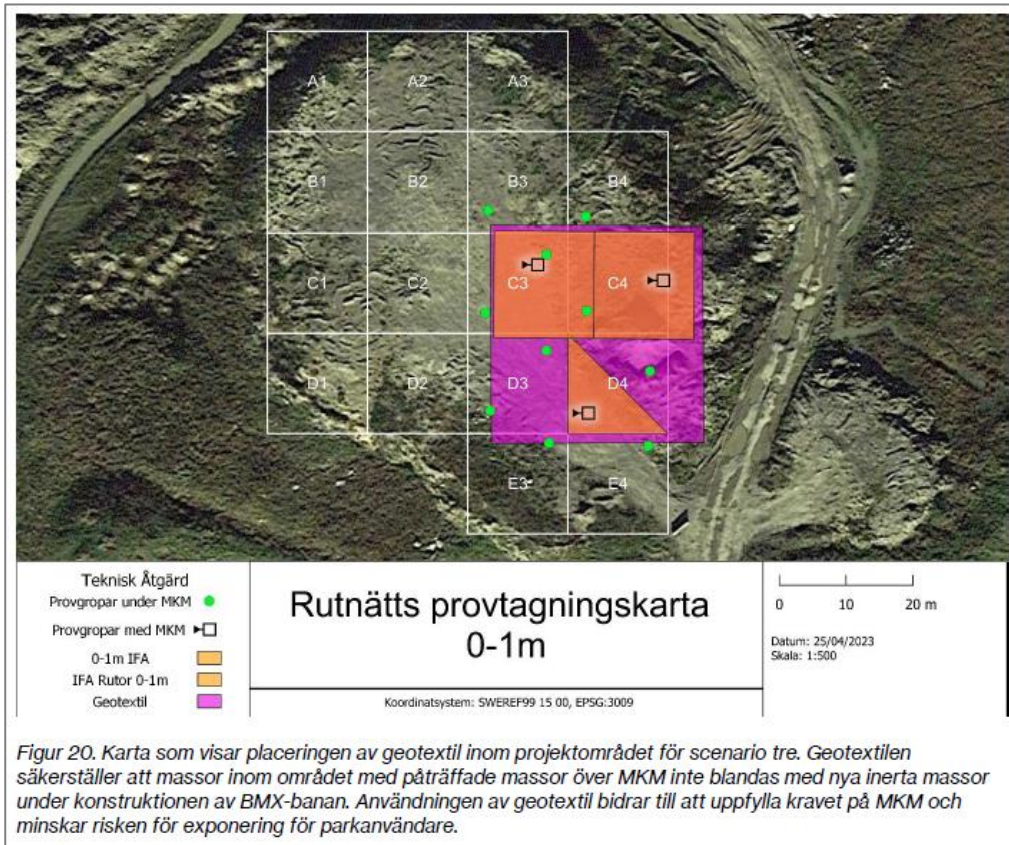 A1 A2 A3
B1 B2 B3 B4
C1 C2 C3 C4
D1 D2 D3 D4
E3 E4
Teknisk Åtgärd
Provgropar under MKM
Provgropar med MKM
0-1m IFA
IFA Rutor 0-1m
Geotextil
Rutnätts provtagningskarta
0-1m
Koordinatsystem: SWEREF99 15 00, EPSG:3009
0 10 20 m
Datum: 25/04/2023
Skala: 1:500
Figur 20. Karta som visar placeringen av geotextil inom projektområdet för scenario tre. Geotextilen
säkerställer att massor inom området med påträffade massor över MKM inte blandas med nya inerta massor
under konstruktionen av BMX-banan. Användningen av geotextil bidrar till att uppfylla kravet på MKM och
minskar risken för exponering för parkanvändare.